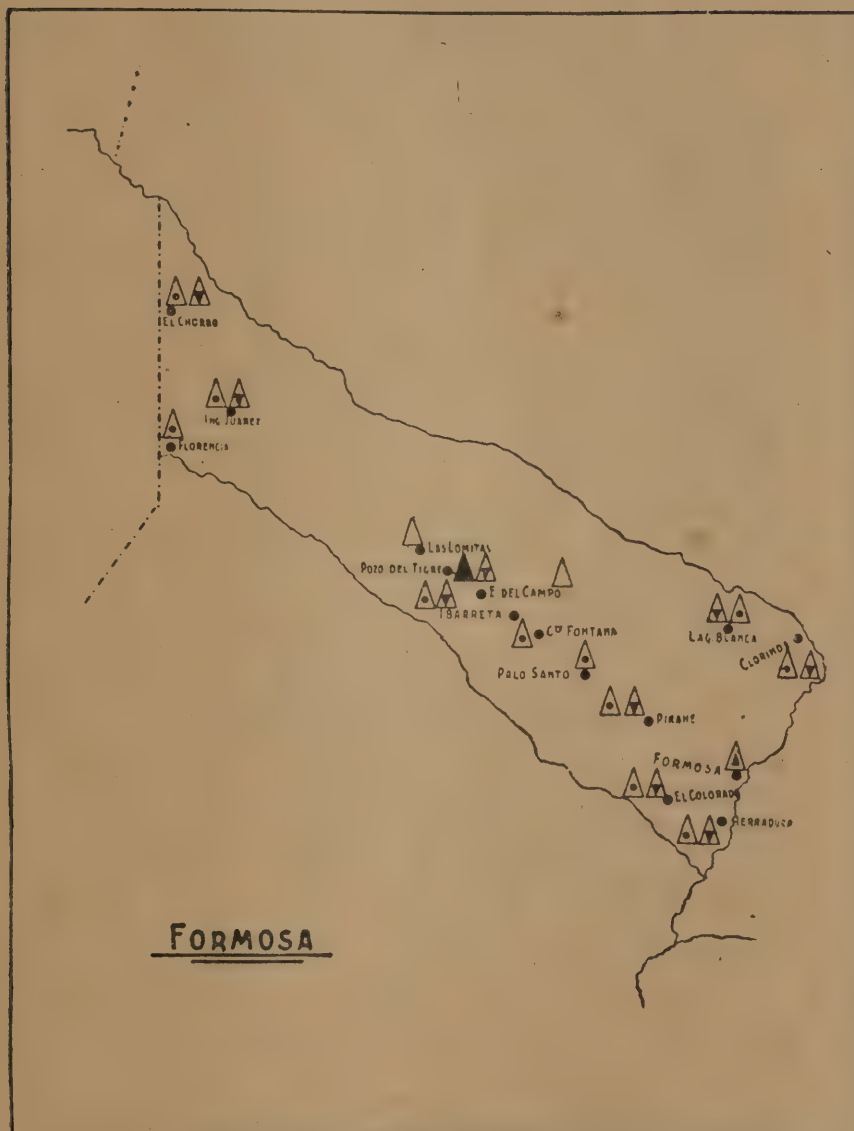 EL CHORRO
ING JUAREZ
FLORENCIA
LAS LOMITAS
POZO DEL TIGRE
E DEL CAMPO
IBARRETA
Cte FONTANA
PALO SANTO
LAG. BLANCA
CLORINDA
PIRANE
FORMOSA
EL COLORADO
HERRADURA
FORMOSA